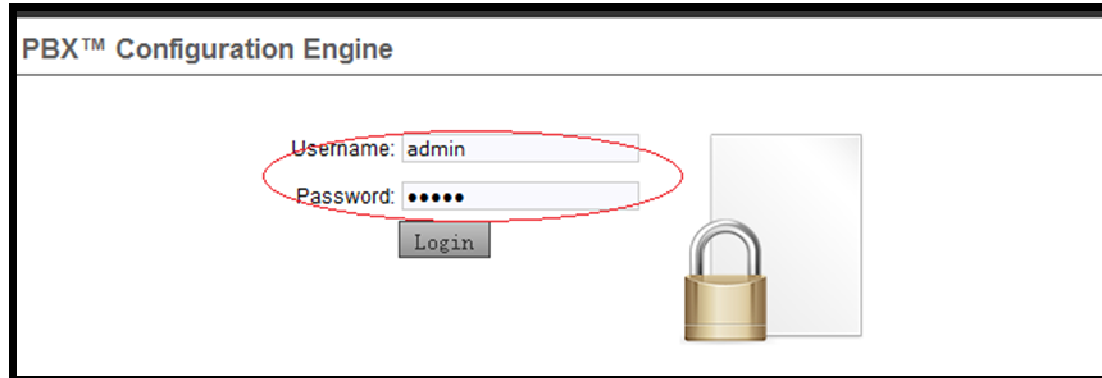 PBX™ Configuration Engine
Username: admin
Password: •••••
Login